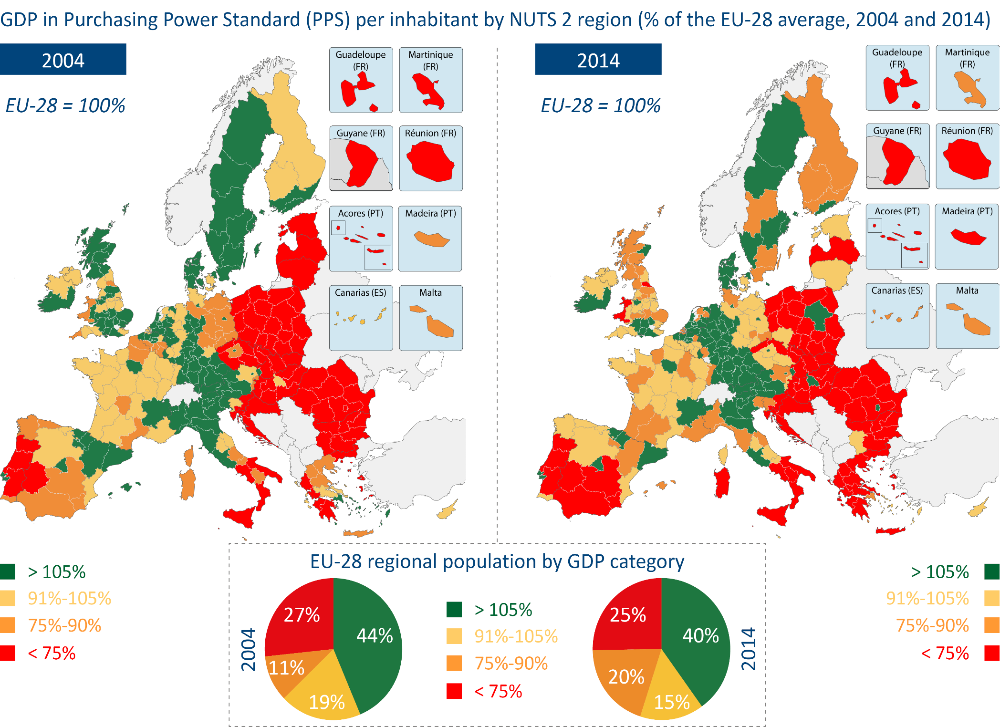 GDP in Purchasing Power Standard (PPS) per inhabitant by NUTS 2 region (% of the EU-28 average, 2004 and 2014)
2004
EU-28 = 100%
Guadeloupe
(FR)
Martinique
(FR)
Guyane (FR)
Réunion (FR)
Acores (PT)
Madeira (PT)
Canarias (ES)
Malta
2014
EU-28 = 100%
Guadeloupe
(FR)
Martinique
(FR)
Guyane (FR)
Réunion (FR)
Acores (PT)
Madeira (PT)
Canarias (ES)
Malta
> 105%
91%-105%
75%-90%
< 75%
EU-28 regional population by GDP category
2004
27%
44%
11%
19%
> 105%
91%-105%
75%-90%
< 75%
25%
40%
20%
15%
2014
> 105%
91%-105%
75%-90%
< 75%